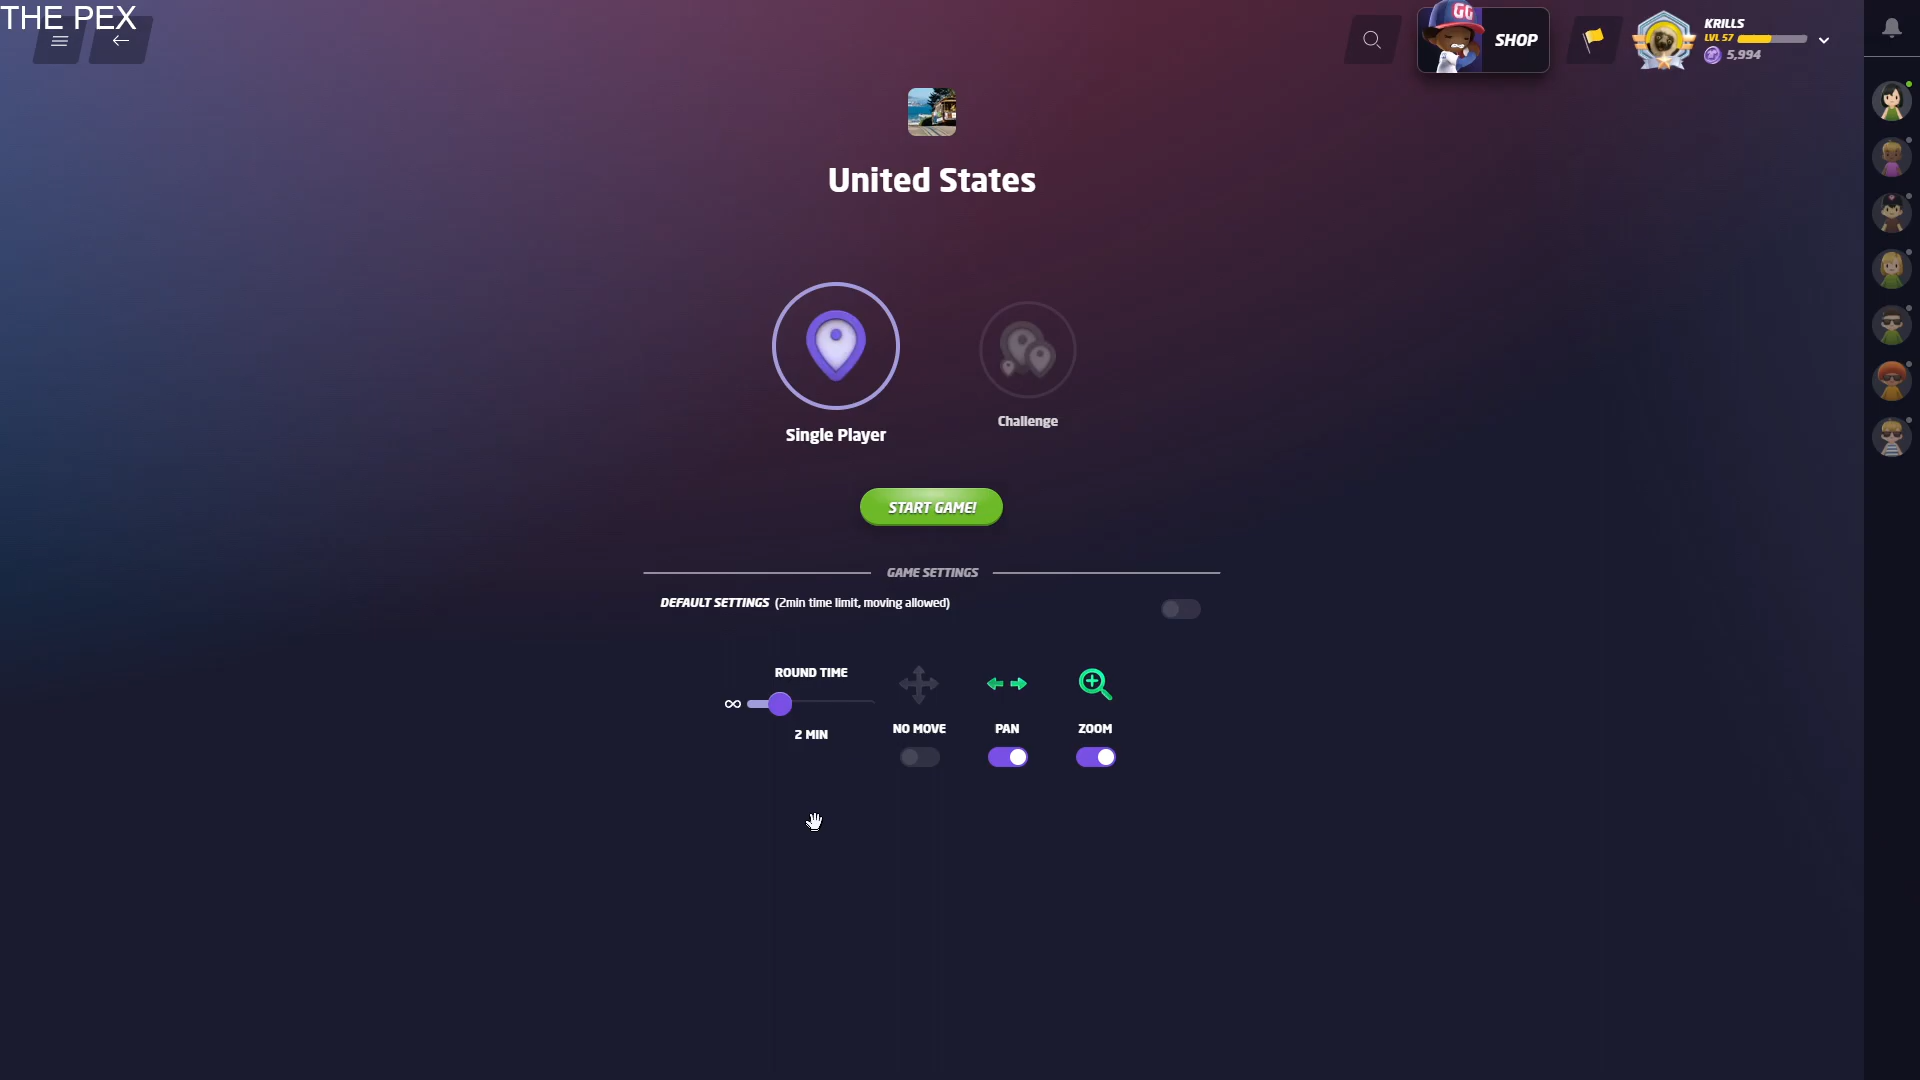 THE PEX
GG
SHOP
KRILLS
LVL 57
5,994
United States
Single Player
Challenge
START GAME!
GAME SETTINGS
DEFAULT SETTINGS (2min time limit, moving allowed)
ROUND TIME
∞
2 MIN
NO MOVE
PAN
ZOOM